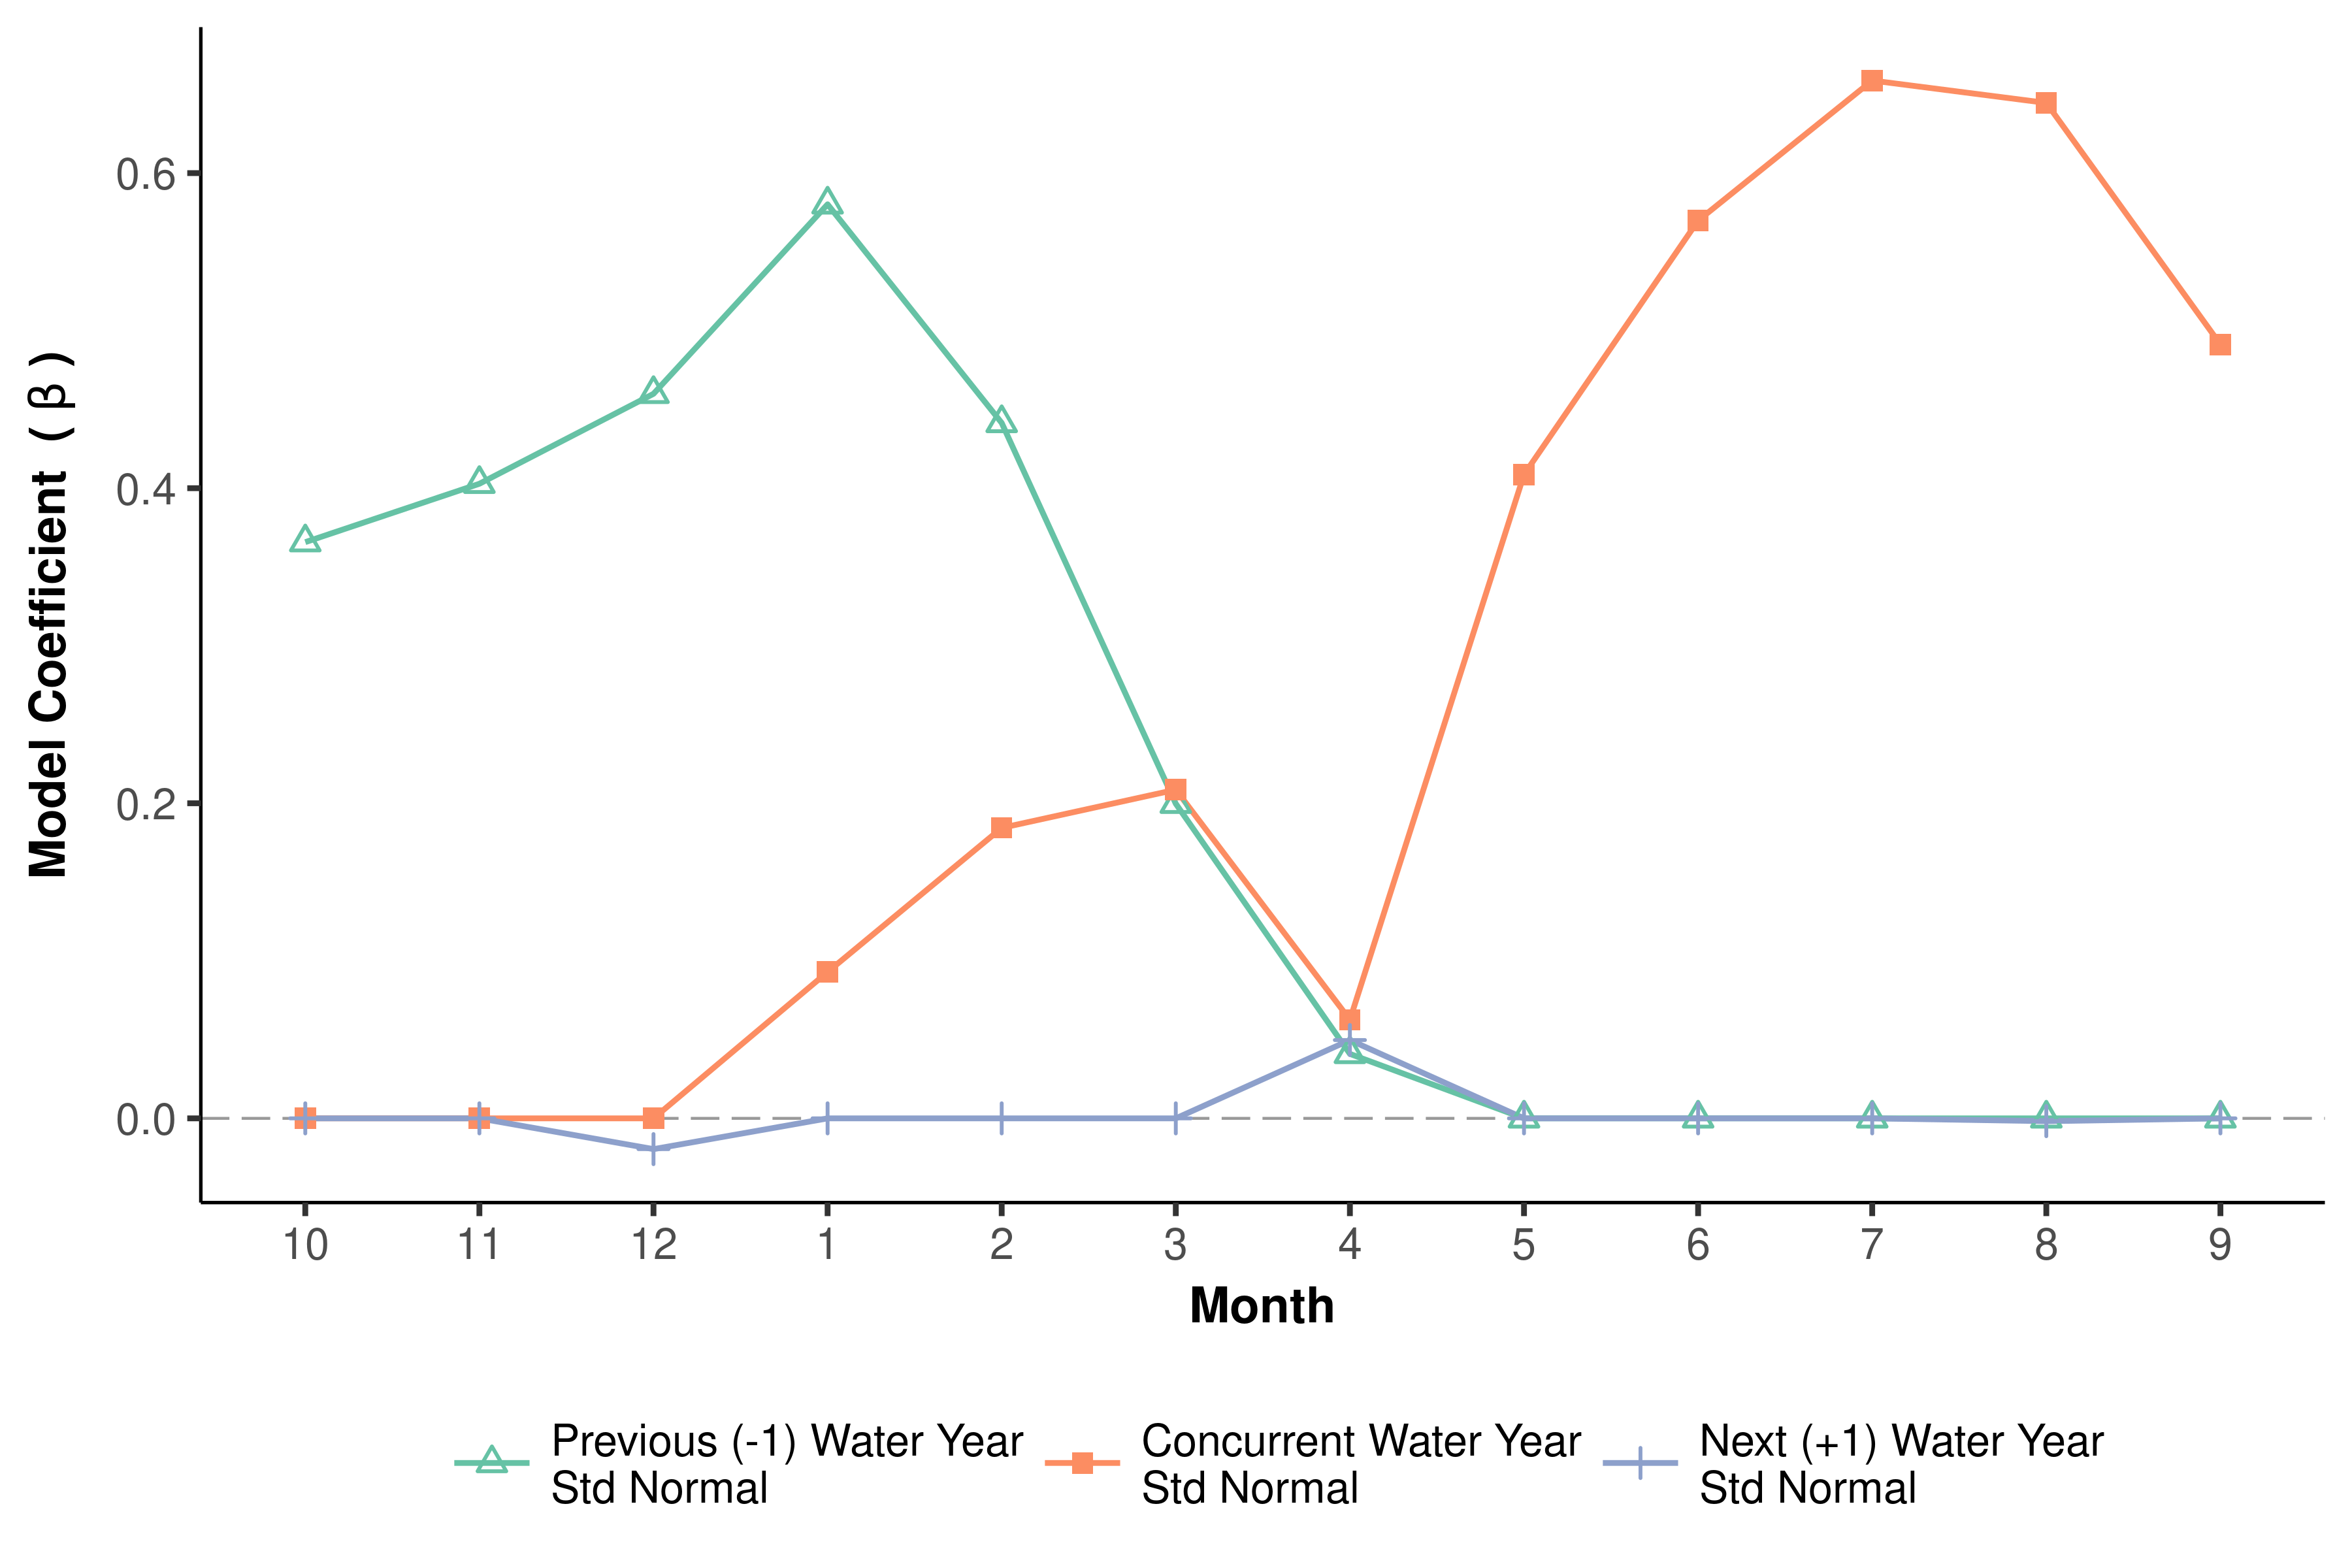 Model Coefficient ( β )
0.6
0.4
0.2
0.0
10 11 12 1 2 3 4 5 6 7 8 9
Month
Previous (-1) Water Year
Std Normal
Concurrent Water Year
Std Normal
Next (+1) Water Year
Std Normal